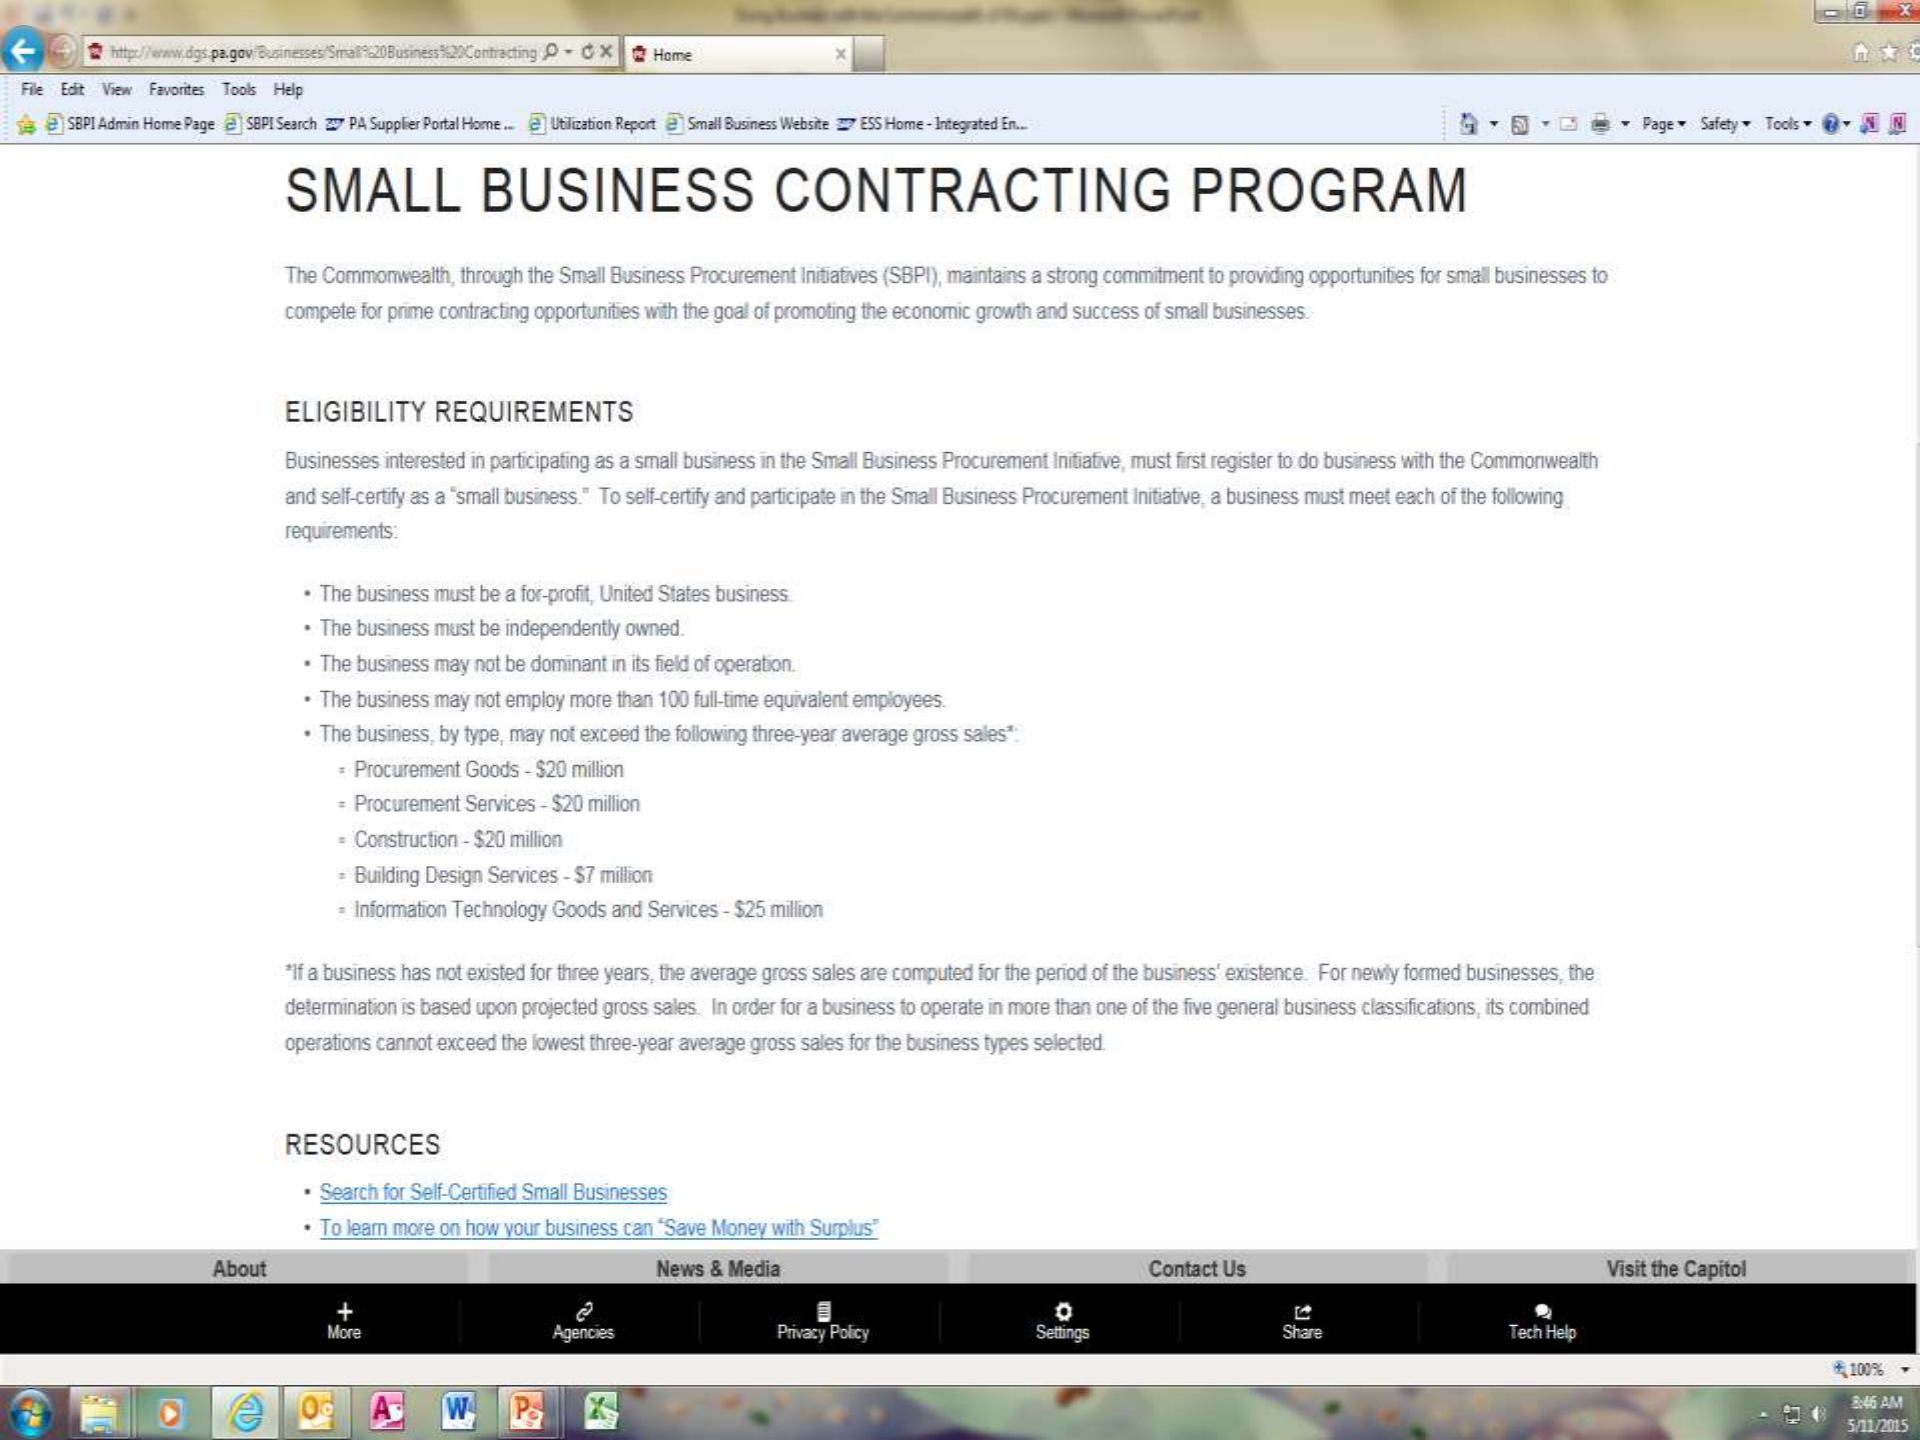 http://www.dgs.pa.gov/Businesses/Small%20Business%20Contracting
Home
File Edit View Favorites Tools Help
SBPI Admin Home Page SBPI Search PA Supplier Portal Home ... Utilization Report Small Business Website ESS Home - Integrated En...
Page Safety Tools
SMALL BUSINESS CONTRACTING PROGRAM
The Commonwealth, through the Small Business Procurement Initiatives (SBPI), maintains a strong commitment to providing opportunities for small businesses to
compete for prime contracting opportunities with the goal of promoting the economic growth and success of small businesses.
ELIGIBILITY REQUIREMENTS
Businesses interested in participating as a small business in the Small Business Procurement Initiative, must first register to do business with the Commonwealth
and self-certify as a "small business." To self-certify and participate in the Small Business Procurement Initiative, a business must meet each of the following
requirements:
• The business must be a for-profit, United States business.
• The business must be independently owned.
• The business may not be dominant in its field of operation.
• The business may not employ more than 100 full-time equivalent employees.
• The business, by type, may not exceed the following three-year average gross sales*:
▫ Procurement Goods - $20 million
▫ Procurement Services - $20 million
▫ Construction - $20 million
▫ Building Design Services - $7 million
▫ Information Technology Goods and Services - $25 million
*If a business has not existed for three years, the average gross sales are computed for the period of the business' existence. For newly formed businesses, the
determination is based upon projected gross sales. In order for a business to operate in more than one of the five general business classifications, its combined
operations cannot exceed the lowest three-year average gross sales for the business types selected.
RESOURCES
• Search for Self-Certified Small Businesses
• To learn more on how your business can "Save Money with Surplus"
About News & Media Contact Us Visit the Capitol
More Agencies Privacy Policy Settings Share Tech Help
100%
8:46 AM
5/11/2015